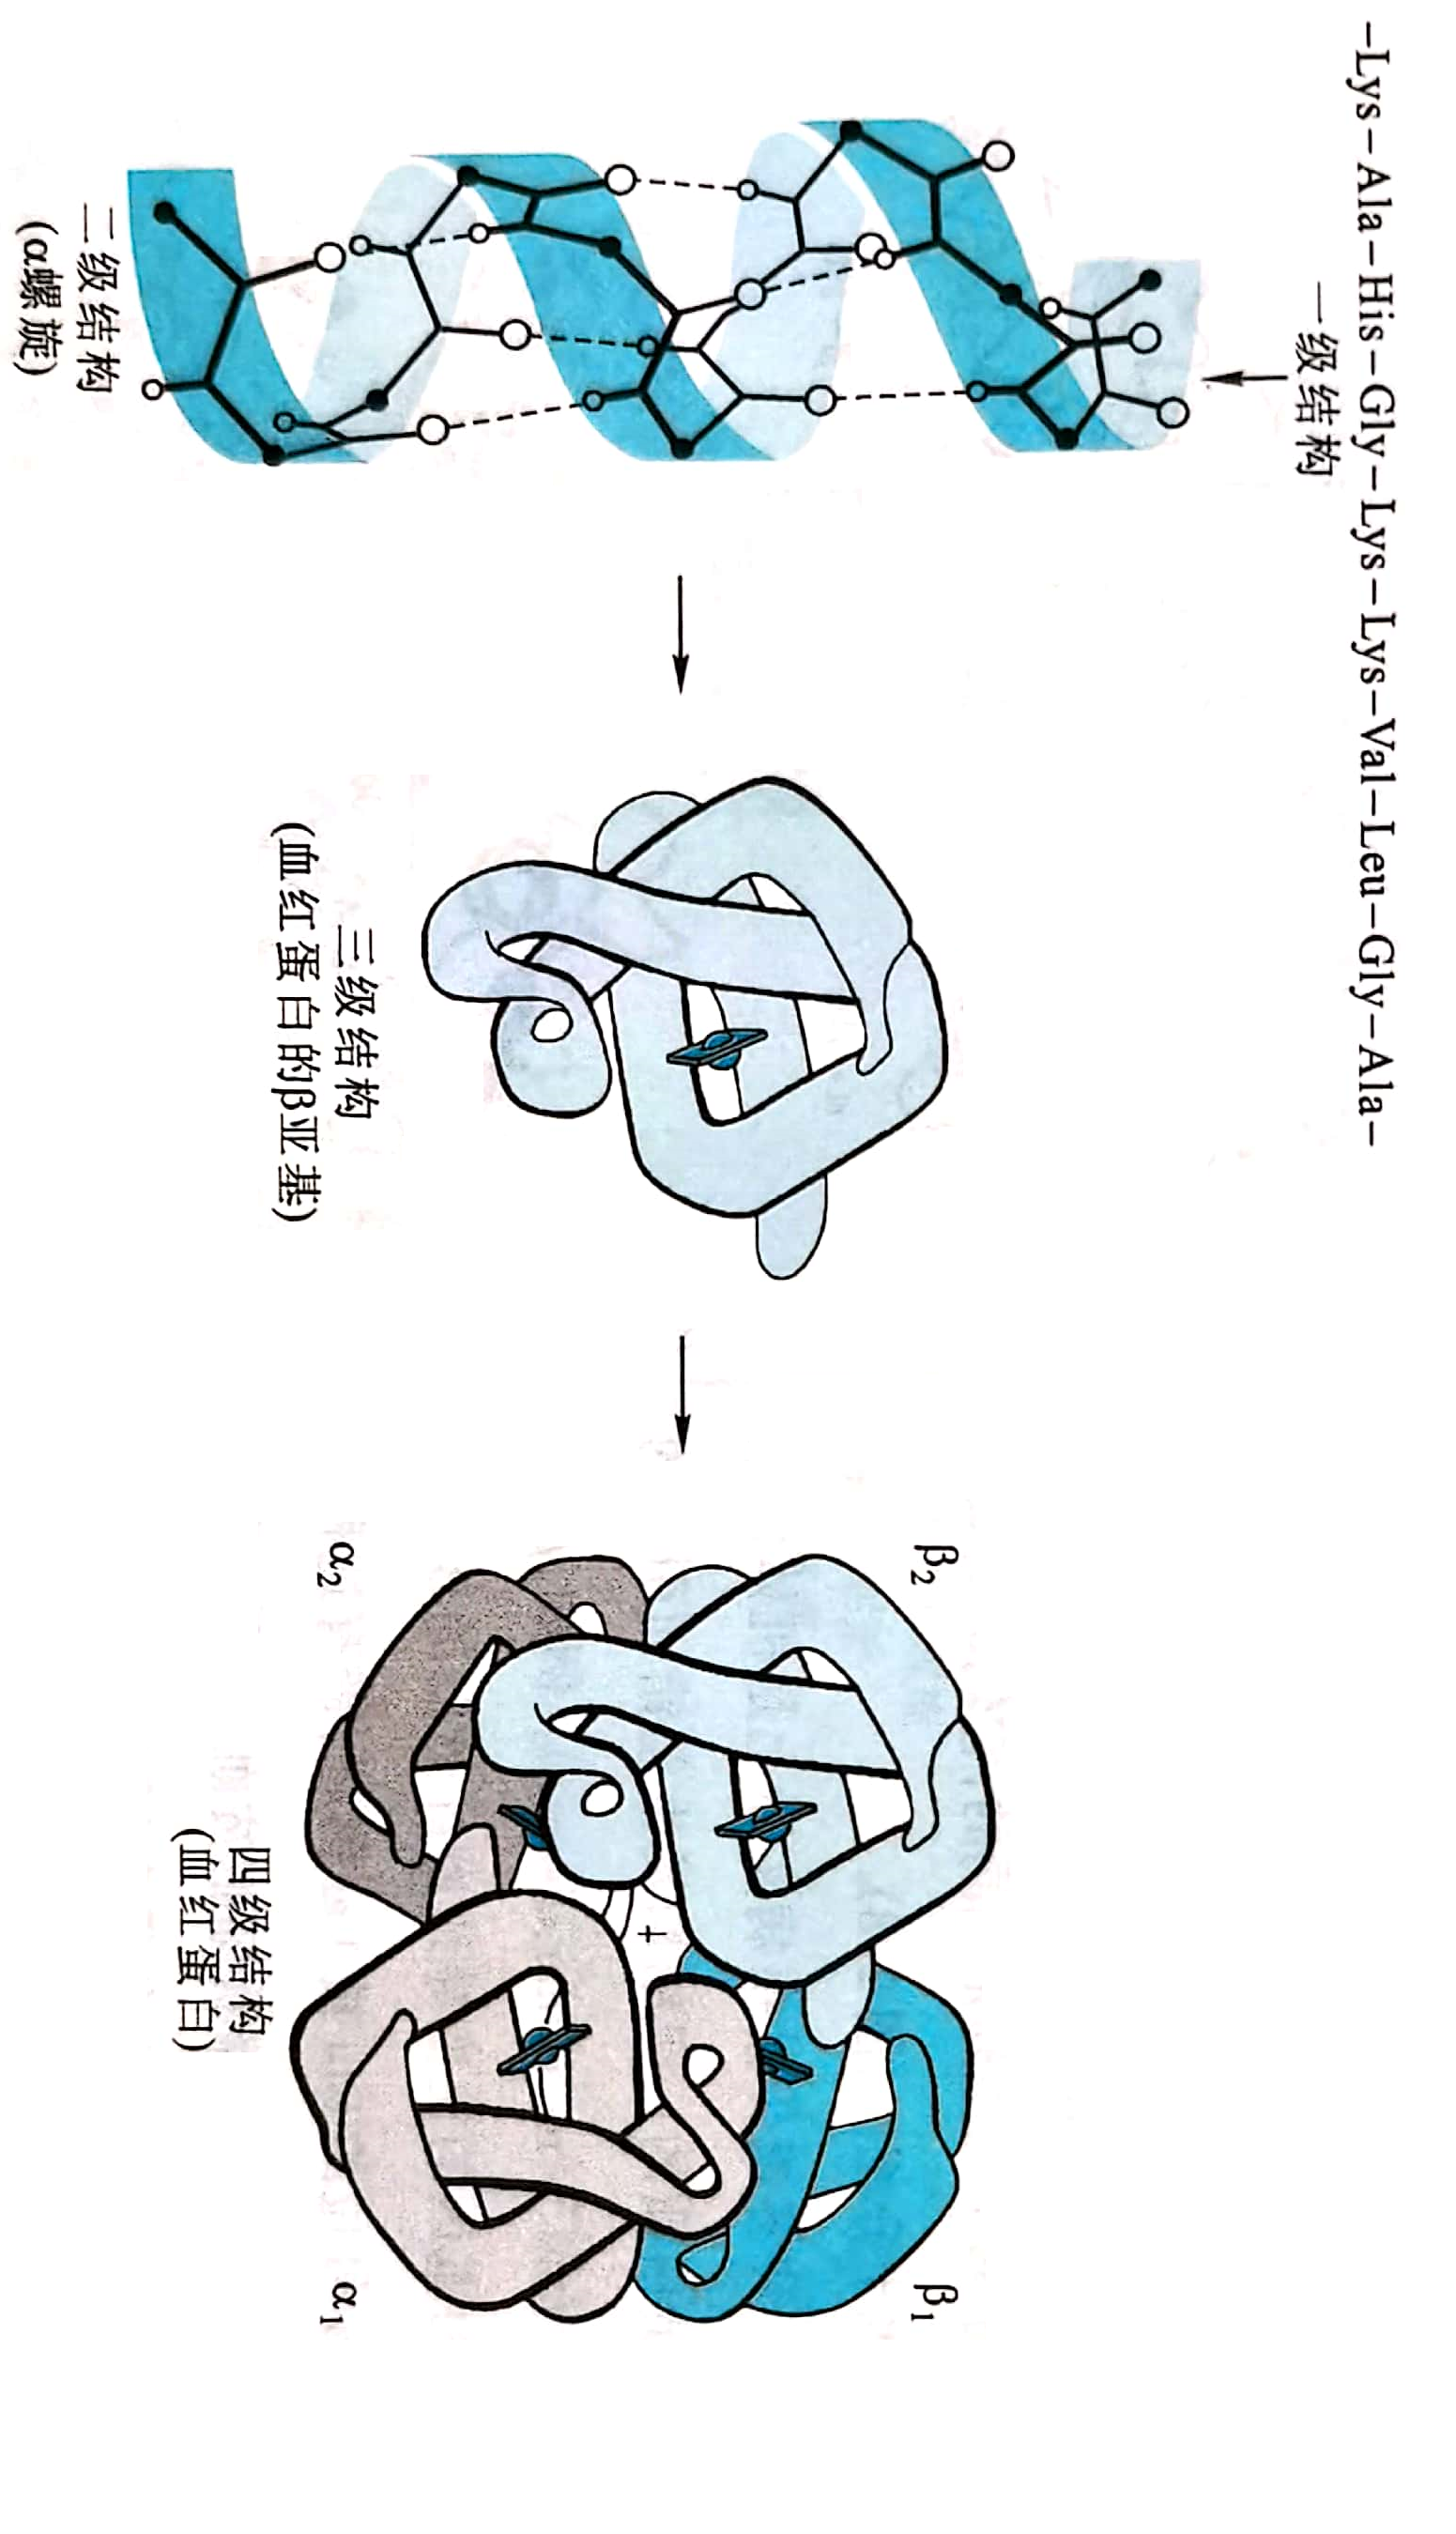 –Lys–Ala–His–Gly–Lys–Lys–Val–Leu–Gly–Ala–
一级结构
二级结构
(α螺旋)
三级结构
(血红蛋白的β亚基)
β₂
β₁
α₂
α₁
四级结构
(血红蛋白)